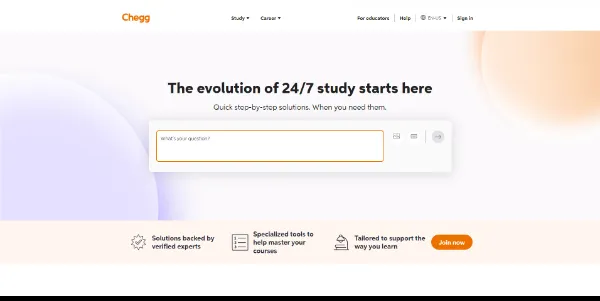 Chegg
Study
Career
For educators
Help
EN-US
Sign in
The evolution of 24/7 study starts here
Quick step-by-step solutions. When you need them.
What's your question?
Solutions backed by
verified experts
Specialized tools to
help master your
courses
Tailored to support the
way you learn
Join now